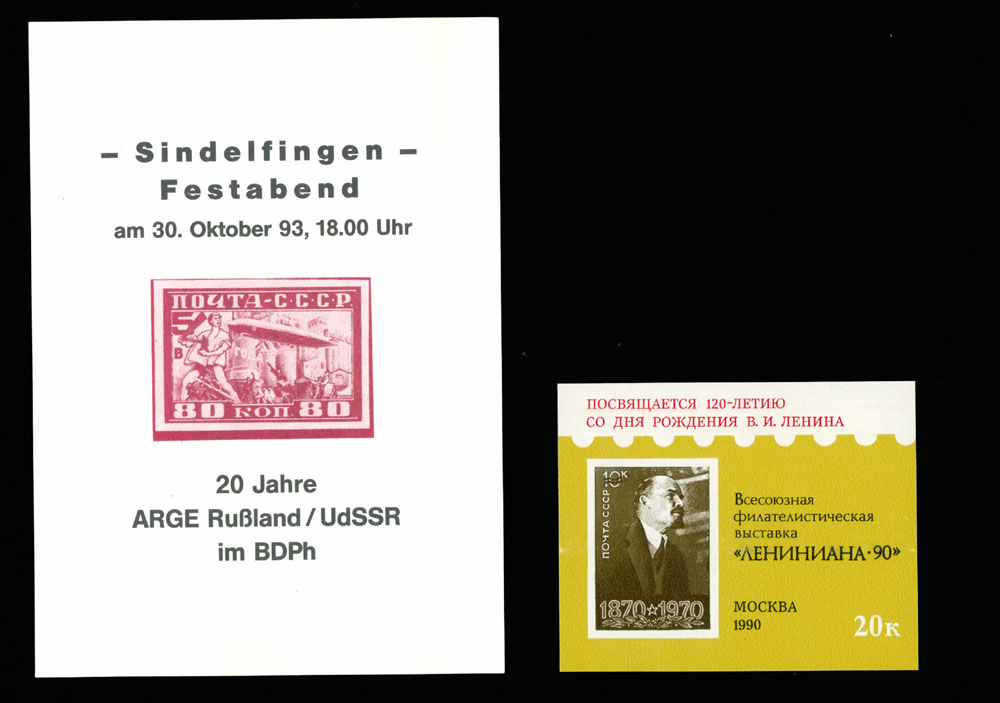 – Sindelfingen –
Festabend
am 30. Oktober 93, 18.00 Uhr
ПОЧТА-С·С·С·Р.
5
В
ГОДА
80 КОП 80
20 Jahre
ARGE Rußland/UdSSR
im BDPh
ПОСВЯЩАЕТСЯ 120-ЛЕТИЮ
СО ДНЯ РОЖДЕНИЯ В. И. ЛЕНИНА
10К
ПОЧТА СССР
1870☆1970
Всесоюзная
филателистическая
выставка
«ЛЕНИНИАНА·90»
МОСКВА
1990
20к